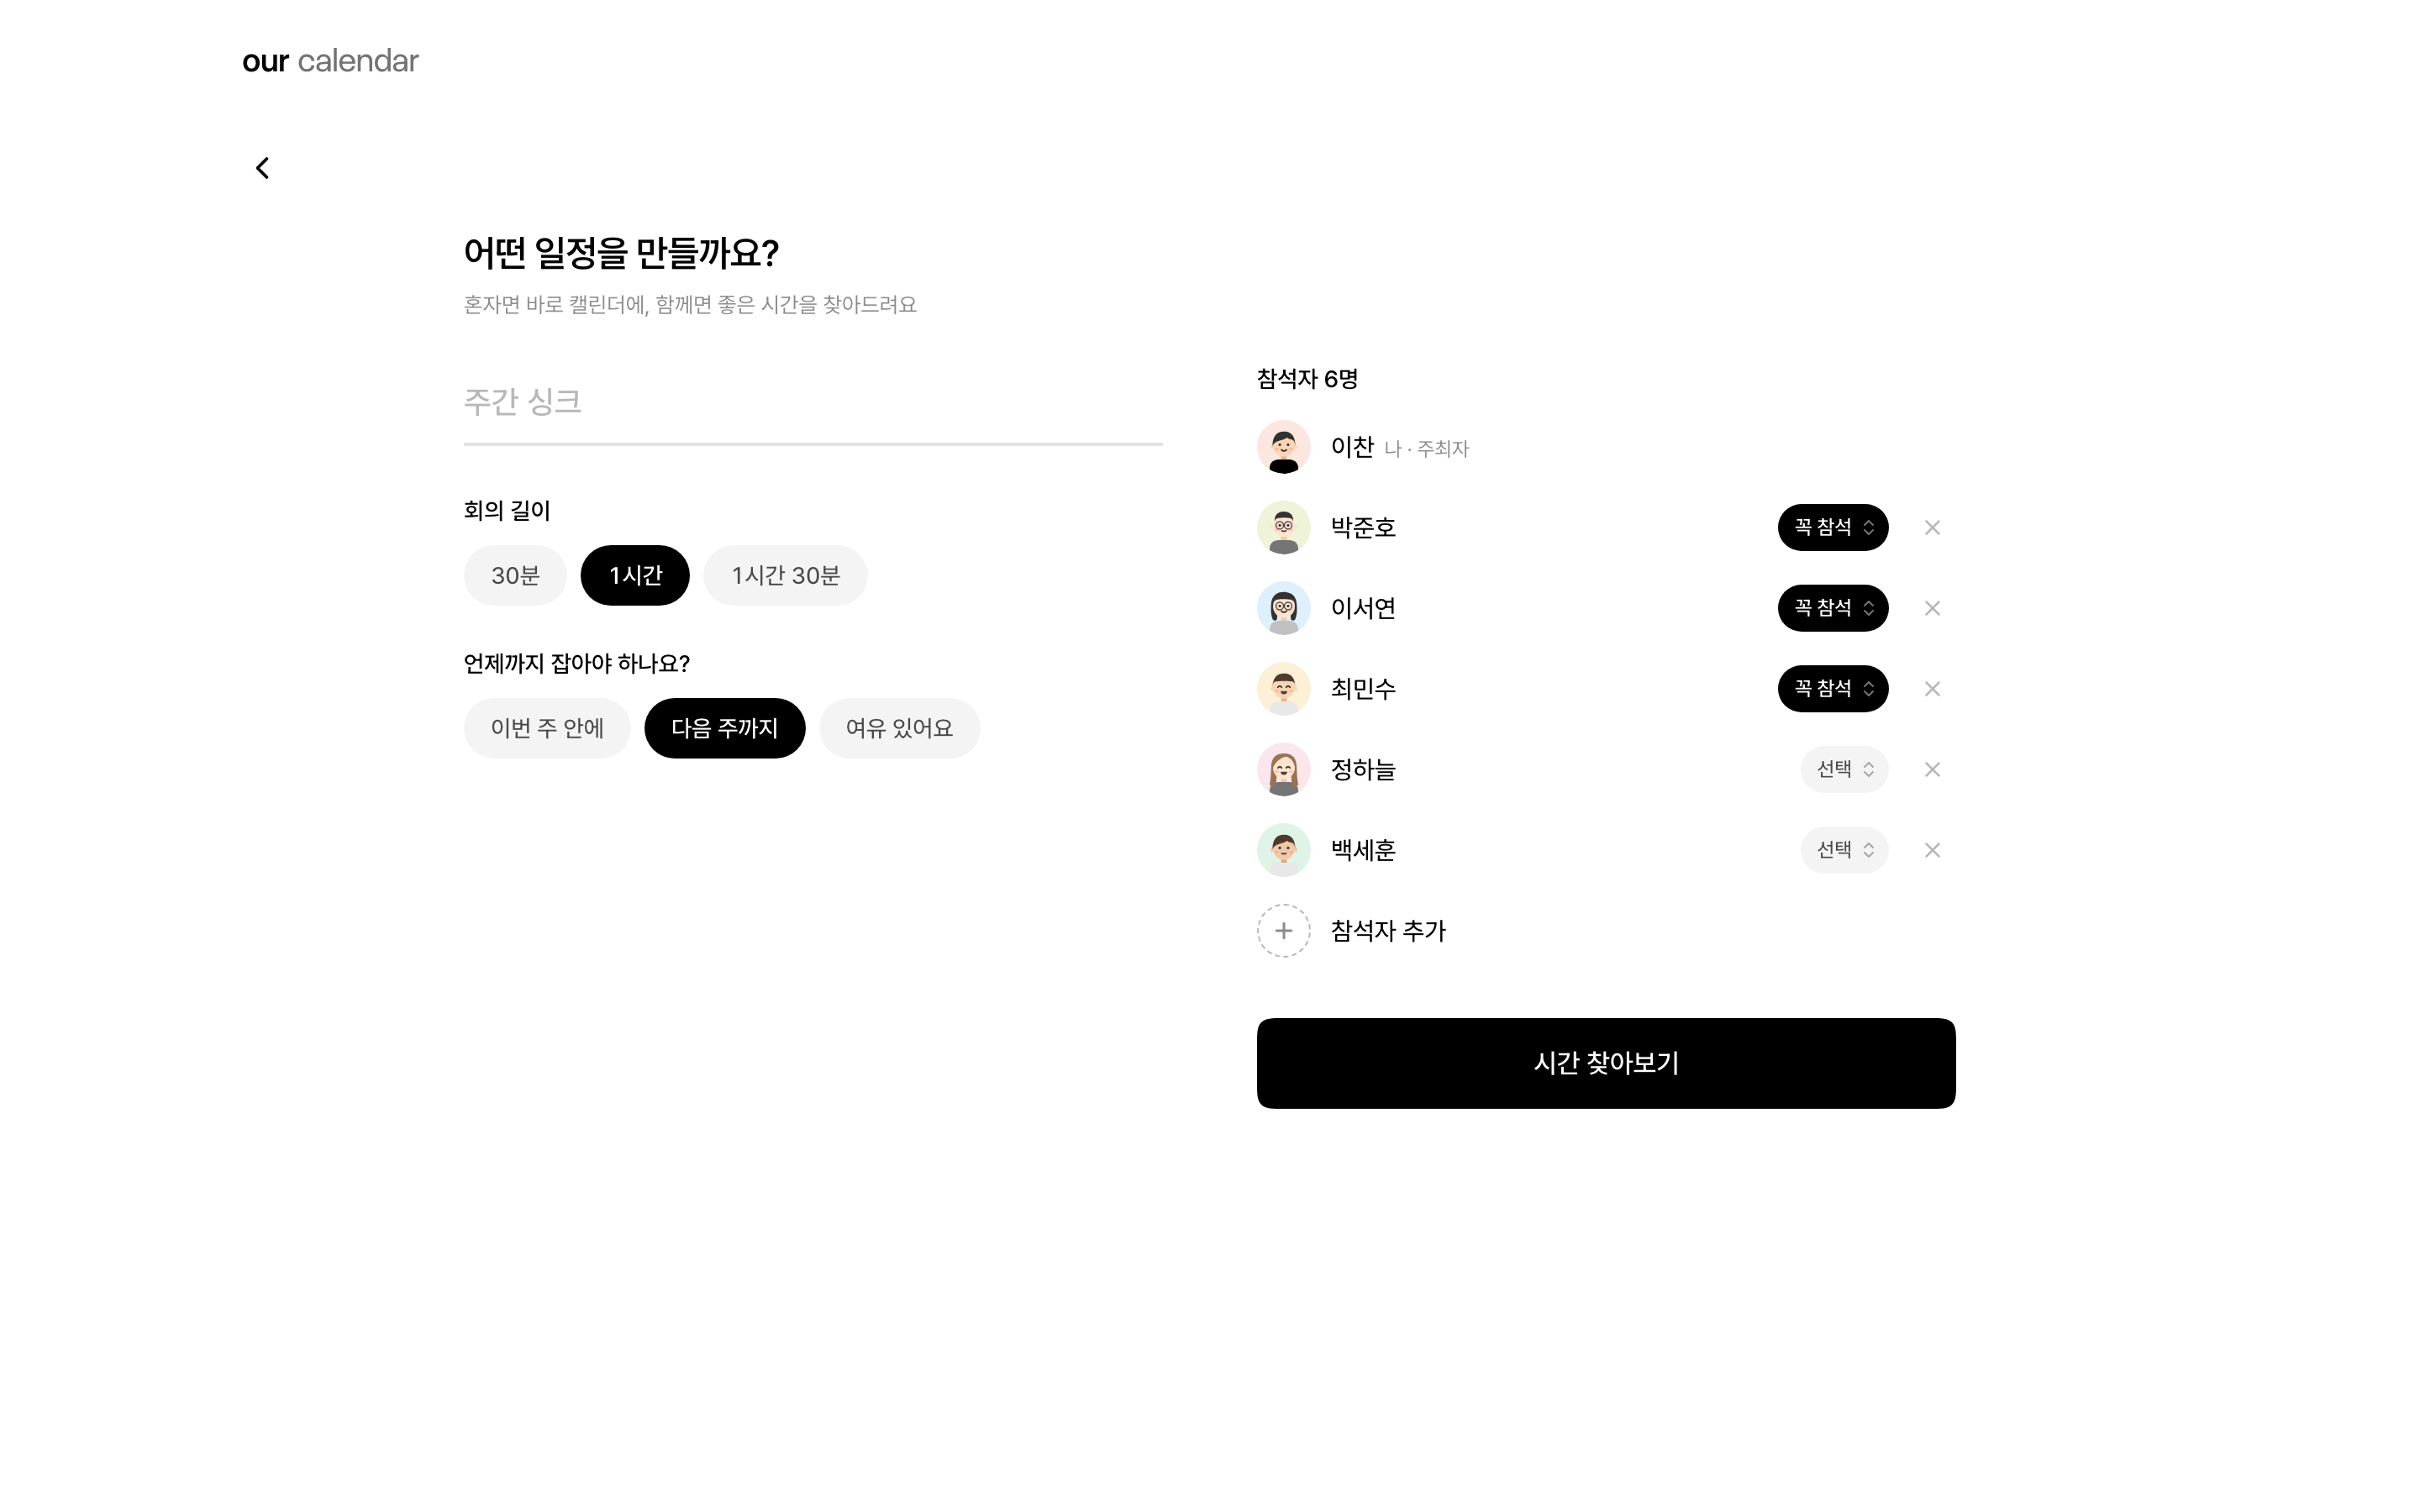 our calendar
어떤 일정을 만들까요?
혼자면 바로 캘린더에, 함께면 좋은 시간을 찾아드려요
주간 싱크
회의 길이
30분
1시간
1시간 30분
언제까지 잡아야 하나요?
이번 주 안에
다음 주까지
여유 있어요
참석자 6명
이찬 나 · 주최자
박준호 꼭 참석
이서연 꼭 참석
최민수 꼭 참석
정하늘 선택
백세훈 선택
참석자 추가
시간 찾아보기